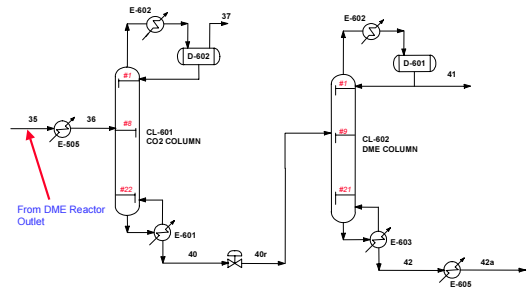 E-602
37
D-602
#1
35
36
#8
E-505
CL-601
CO2 COLUMN
#22
From DME Reactor
Outlet
E-601
40
40r
E-602
D-601
#1
41
#9
CL-602
DME COLUMN
#21
E-603
42
42a
E-605